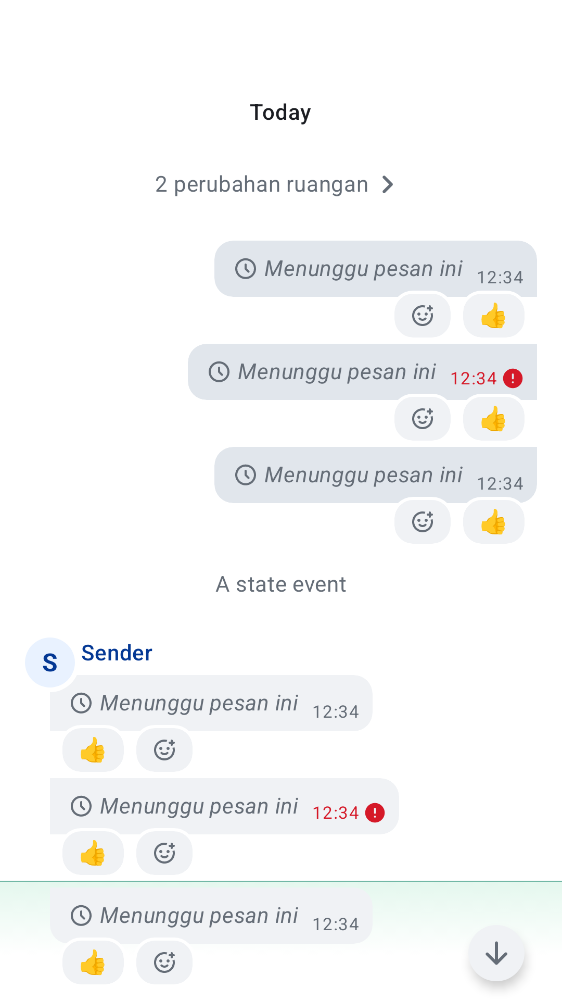 Today
2 perubahan ruangan
Menunggu pesan ini 12:34
👍
Menunggu pesan ini 12:34
👍
Menunggu pesan ini 12:34
👍
A state event
S Sender
Menunggu pesan ini 12:34
👍
Menunggu pesan ini 12:34
👍
Menunggu pesan ini 12:34
👍